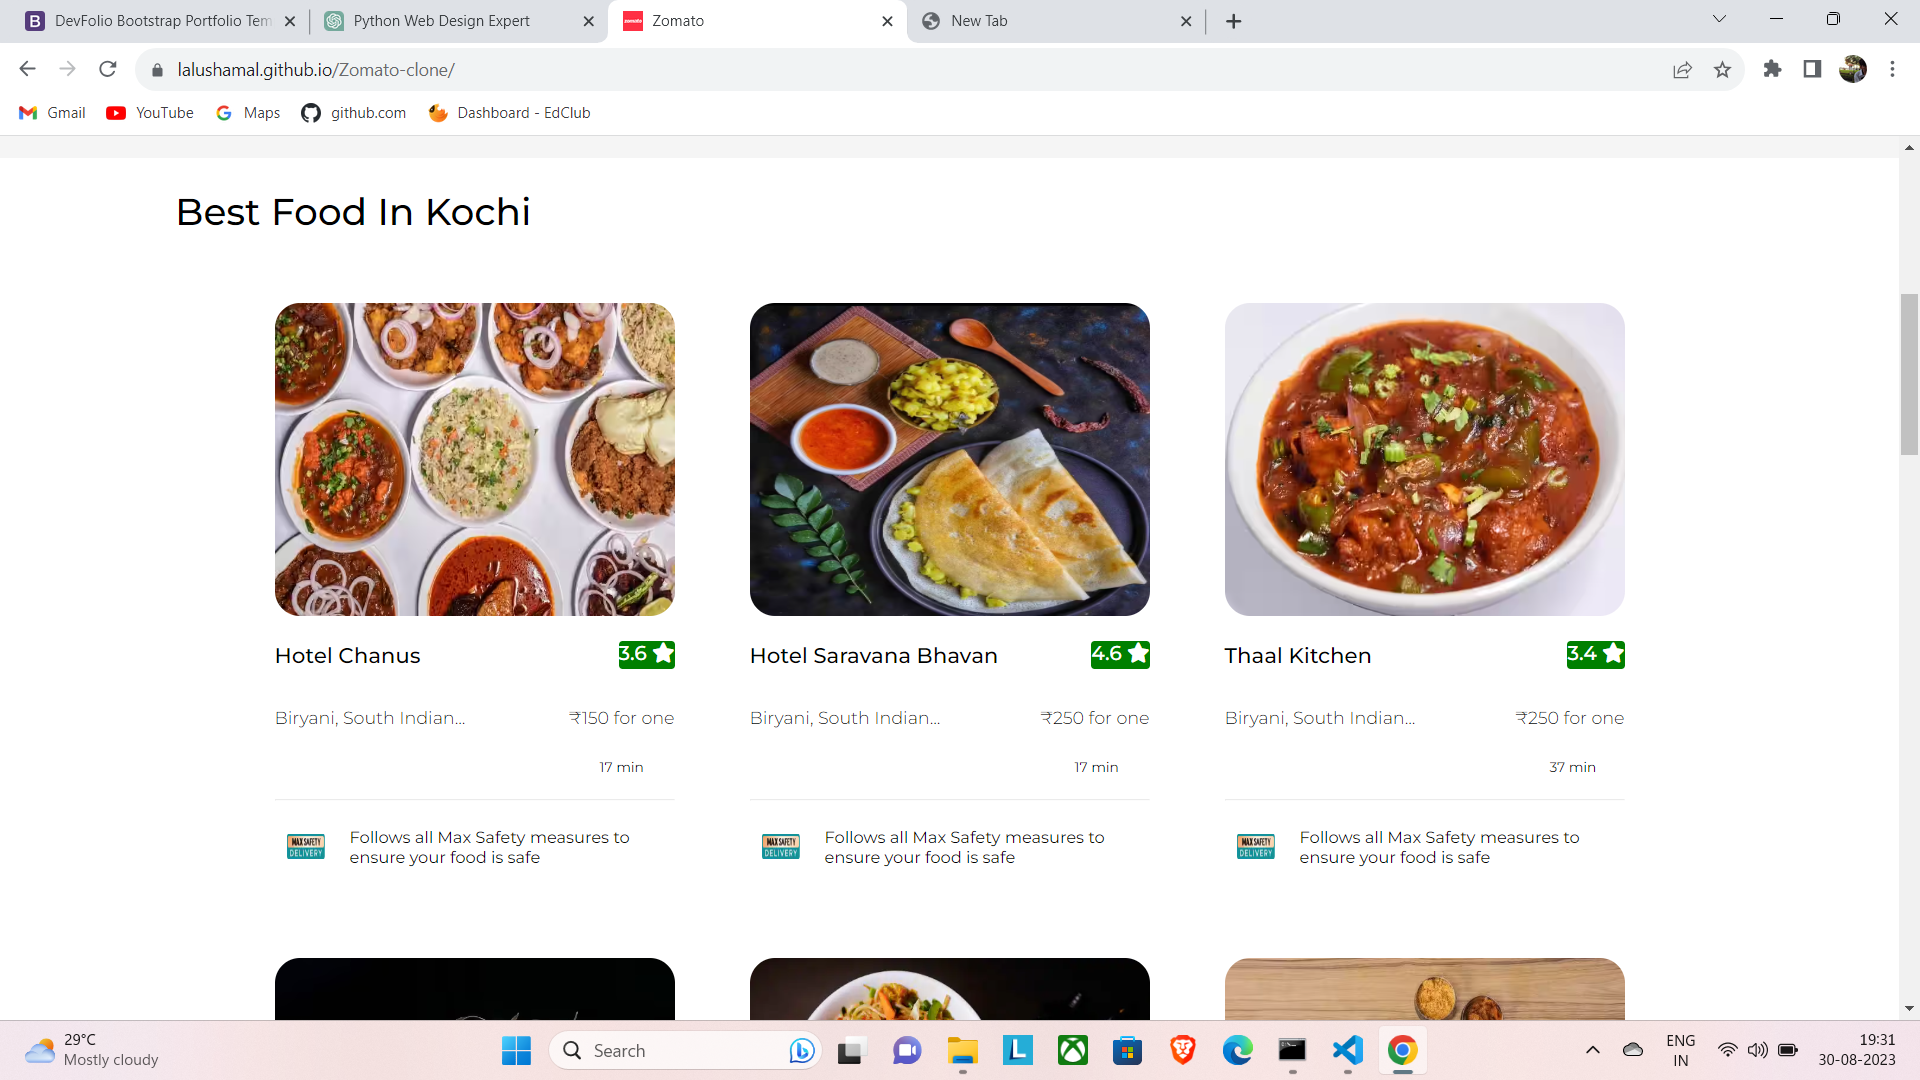 DevFolio Bootstrap Portfolio Tem
Python Web Design Expert
Zomato
New Tab
lalushamal.github.io/Zomato-clone/
Gmail
YouTube
Maps
github.com
Dashboard - EdClub
Best Food In Kochi
Hotel Chanus
3.6
Hotel Saravana Bhavan
4.6
Thaal Kitchen
3.4
Biryani, South Indian...
₹150 for one
Biryani, South Indian...
₹250 for one
Biryani, South Indian...
₹250 for one
17 min
17 min
37 min
MAX SAFETY
DELIVERY
Follows all Max Safety measures to
ensure your food is safe
MAX SAFETY
DELIVERY
Follows all Max Safety measures to
ensure your food is safe
MAX SAFETY
DELIVERY
Follows all Max Safety measures to
ensure your food is safe
29°C
Mostly cloudy
Search
ENG
IN
19:31
30-08-2023